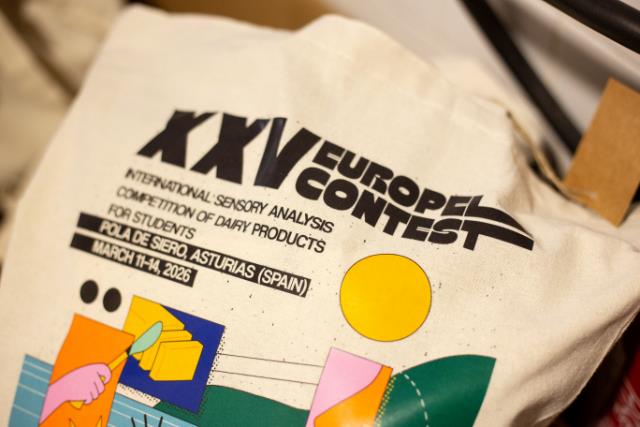 XXV EUROPEL
CONTEST
INTERNATIONAL SENSORY ANALYSIS
COMPETITION OF DAIRY PRODUCTS
FOR STUDENTS
POLA DE SIERO, ASTURIAS (SPAIN)
MARCH 11-14, 2026